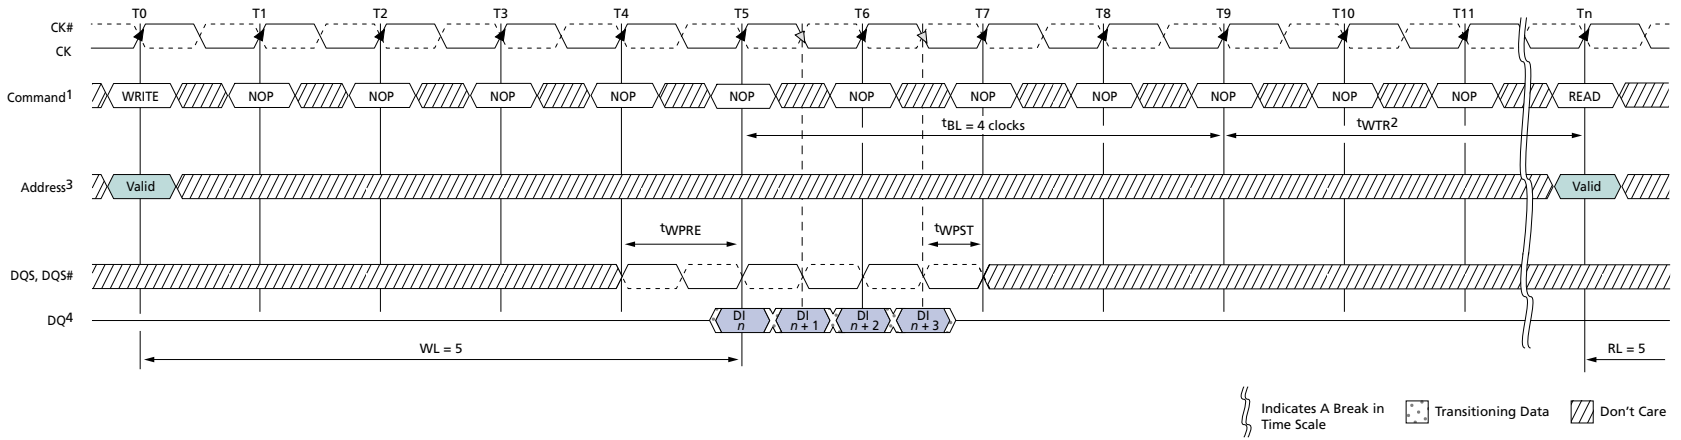 T0 T1 T2 T3 T4 T5 T6 T7 T8 T9 T10 T11 Tn
CK#
CK
Command1 WRITE NOP NOP NOP NOP NOP NOP NOP NOP NOP NOP NOP READ
tBL = 4 clocks tWTR2
Address3 Valid Valid
tWPRE tWPST
DQS, DQS#
DQ4 DI n DI n + 1 DI n + 2 DI n + 3
WL = 5 RL = 5
Indicates A Break in
Time Scale
Transitioning Data
Don’t Care